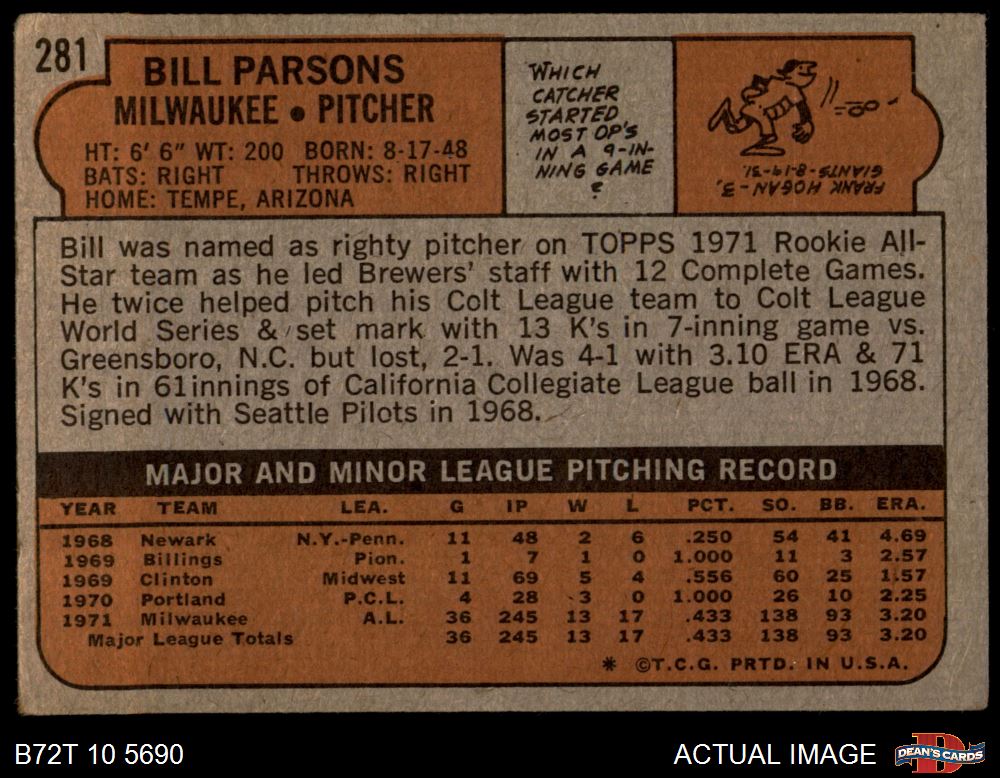 281
BILL PARSONS
MILWAUKEE • PITCHER
HT: 6' 6" WT: 200 BORN: 8-17-48
BATS: RIGHT THROWS: RIGHT
HOME: TEMPE, ARIZONA
WHICH
CATCHER
STARTED
MOST DP'S
IN A 9-IN-
NING GAME
?
FRANK HOGAN-3,
GIANTS-8-19-31.
Bill was named as righty pitcher on TOPPS 1971 Rookie All-
Star team as he led Brewers' staff with 12 Complete Games.
He twice helped pitch his Colt League team to Colt League
World Series & set mark with 13 K's in 7-inning game vs.
Greensboro, N.C. but lost, 2-1. Was 4-1 with 3.10 ERA & 71
K's in 61 innings of California Collegiate League ball in 1968.
Signed with Seattle Pilots in 1968.
MAJOR AND MINOR LEAGUE PITCHING RECORD
YEAR TEAM LEA. G IP W L PCT. SO. BB. ERA.
1968 Newark N.Y.-Penn. 11 48 2 6 .250 54 41 4.69
1969 Billings Pion. 1 7 1 0 1.000 11 3 2.57
1969 Clinton Midwest 11 69 5 4 .556 60 25 1.57
1970 Portland P.C.L. 4 28 3 0 1.000 26 10 2.25
1971 Milwaukee A.L. 36 245 13 17 .433 138 93 3.20
Major League Totals 36 245 13 17 .433 138 93 3.20
* ©T.C.G. PRTD. IN U.S.A.
B72T 10 5690
ACTUAL IMAGE
DEAN'S CARDS